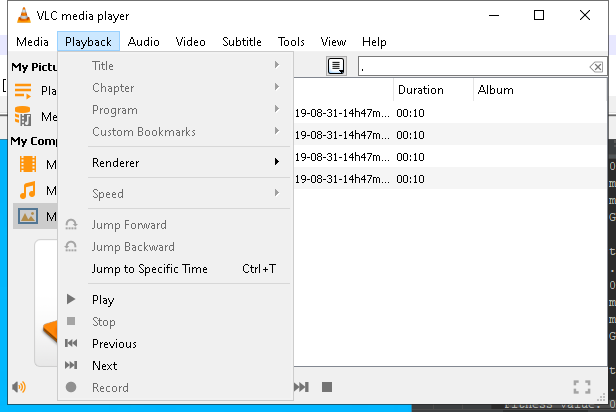 VLC media player
Media Playback Audio Video Subtitle Tools View Help
My Pictu
Title
.
Chapter
Duration Album
Pla
Program
19-08-31-14h47m... 00:10
Me
Custom Bookmarks
19-08-31-14h47m... 00:10
My Comp
Renderer
19-08-31-14h47m... 00:10
M
19-08-31-14h47m... 00:10
M
Speed
M
Jump Forward
Jump Backward
Jump to Specific Time Ctrl+T
Play
Stop
Previous
Next
Record